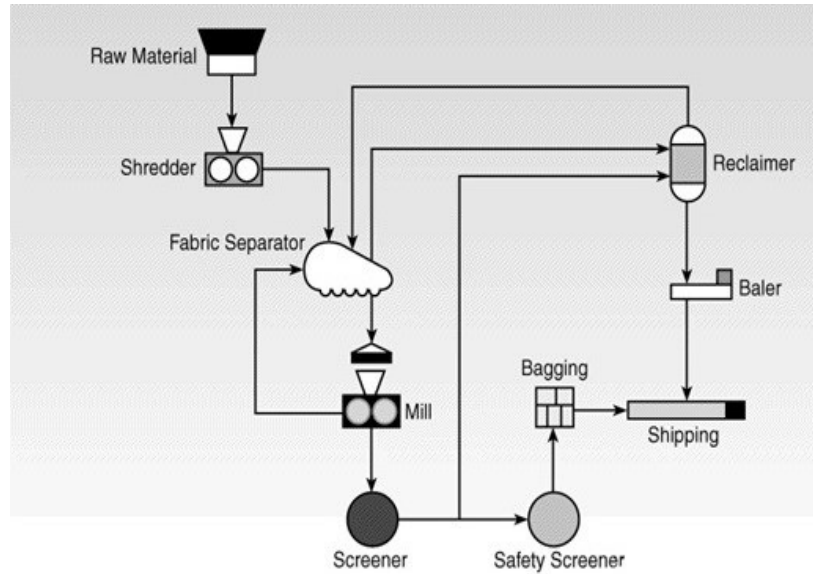 Raw Material
Shredder
Reclaimer
Fabric Separator
Baler
Bagging
Mill
Shipping
Screener
Safety Screener